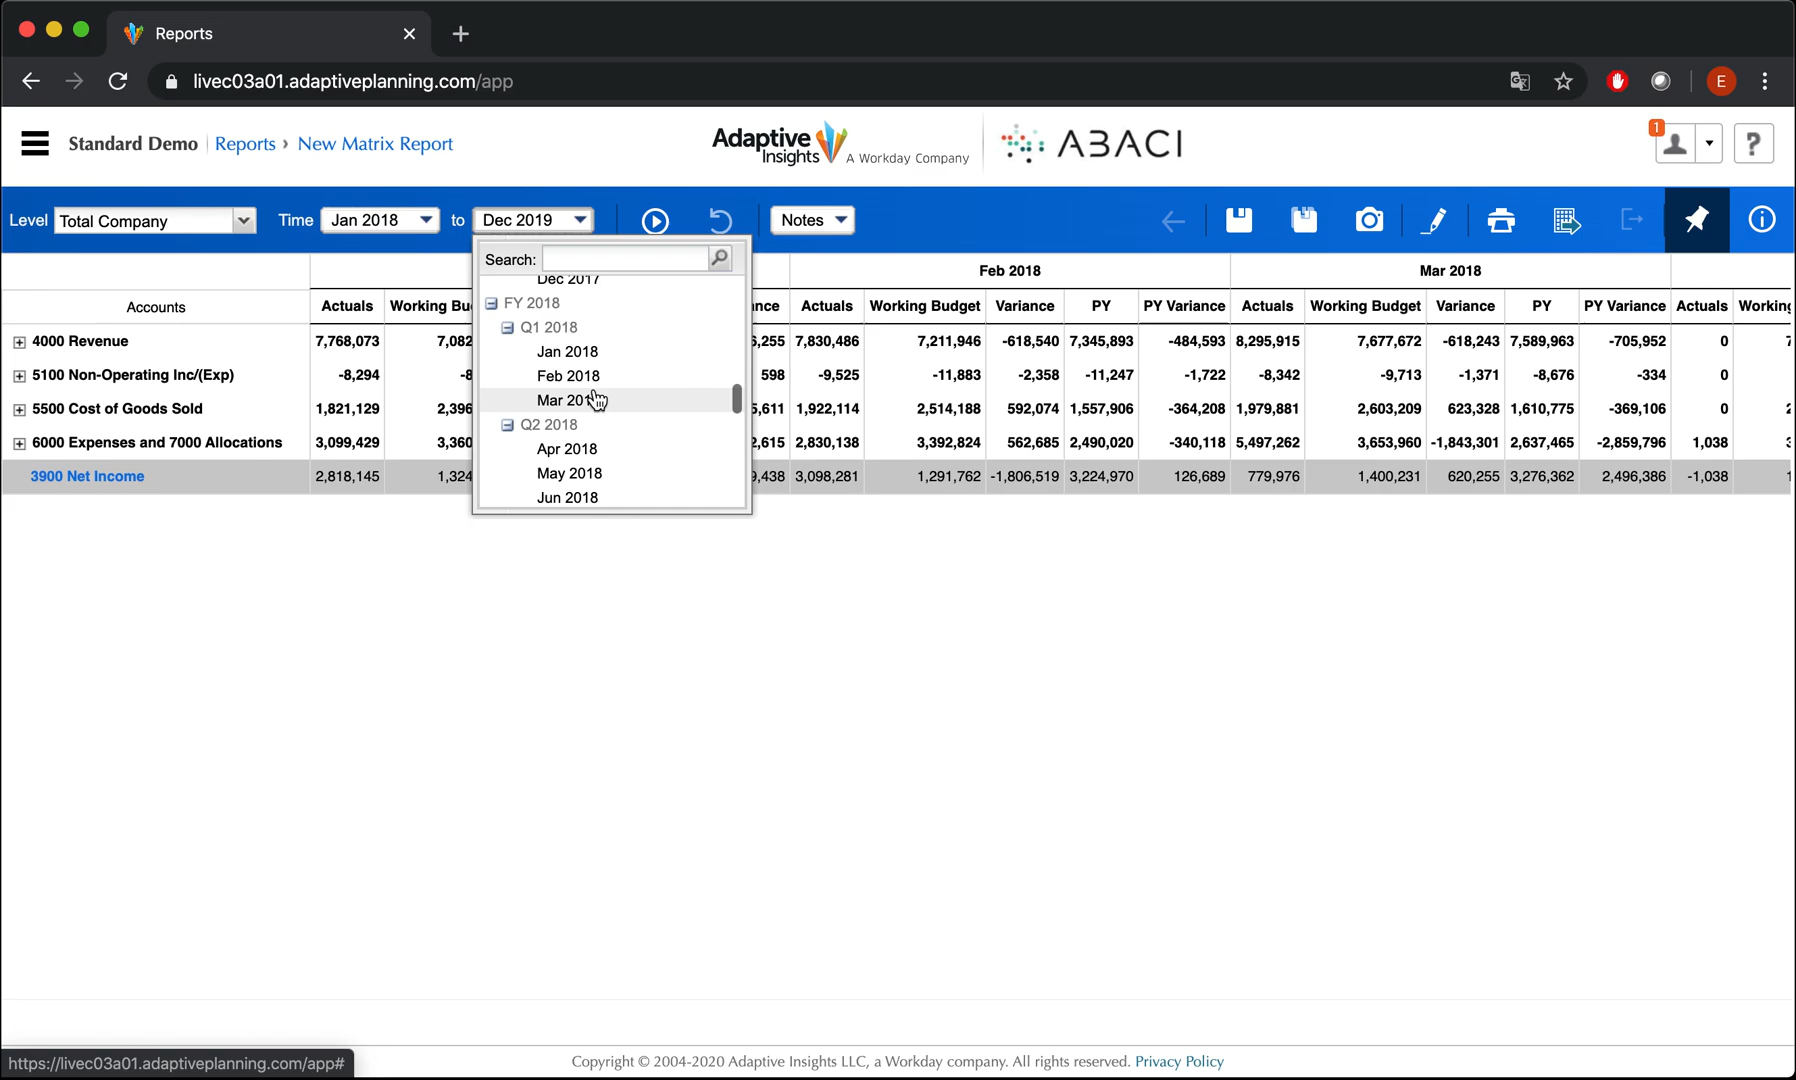 Reports
livec03a01.adaptiveplanning.com/app
E
Standard Demo Reports › New Matrix Report
Adaptive Insights A Workday Company
ABACI
1
?
Level Total Company Time Jan 2018 to Dec 2019 Notes
Search:
Dec 2017
FY 2018
Q1 2018
Jan 2018
Feb 2018
Mar 201
Q2 2018
Apr 2018
May 2018
Jun 2018
Feb 2018 Mar 2018
Accounts Actuals Working Bu nce Actuals Working Budget Variance PY PY Variance Actuals Working Budget Variance PY PY Variance Actuals Working
4000 Revenue 7,768,073 7,082 ,255 7,830,486 7,211,946 -618,540 7,345,893 -484,593 8,295,915 7,677,672 -618,243 7,589,963 -705,952 0
5100 Non-Operating Inc/(Exp) -8,294 -8 598 -9,525 -11,883 -2,358 -11,247 -1,722 -8,342 -9,713 -1,371 -8,676 -334 0
5500 Cost of Goods Sold 1,821,129 2,396 5,611 1,922,114 2,514,188 592,074 1,557,906 -364,208 1,979,881 2,603,209 623,328 1,610,775 -369,106 0
6000 Expenses and 7000 Allocations 3,099,429 3,360 2,615 2,830,138 3,392,824 562,685 2,490,020 -340,118 5,497,262 3,653,960 -1,843,301 2,637,465 -2,859,796 1,038
3900 Net Income 2,818,145 1,324 9,438 3,098,281 1,291,762 -1,806,519 3,224,970 126,689 779,976 1,400,231 620,255 3,276,362 2,496,386 -1,038
https://livec03a01.adaptiveplanning.com/app#
Copyright © 2004-2020 Adaptive Insights LLC, a Workday company. All rights reserved. Privacy Policy